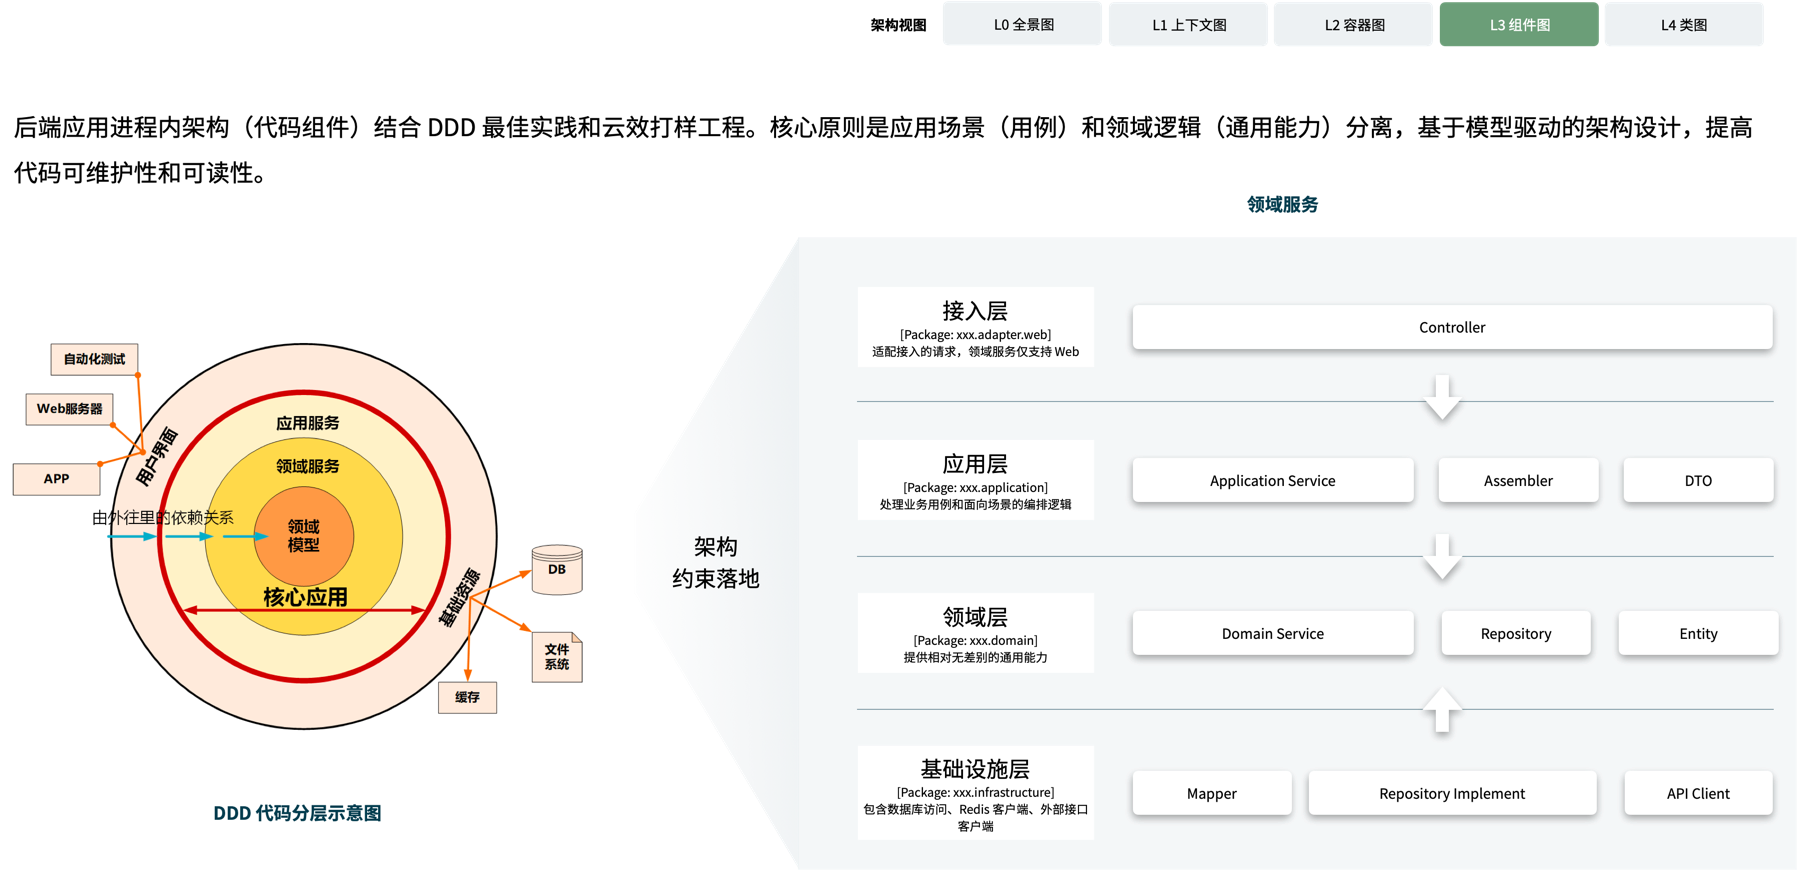 架构视图
L0 全景图
L1 上下文图
L2 容器图
L3 组件图
L4 类图
后端应用进程内架构（代码组件）结合 DDD 最佳实践和云效打样工程。核心原则是应用场景（用例）和领域逻辑（通用能力）分离，基于模型驱动的架构设计，提高
代码可维护性和可读性。
自动化测试
Web服务器
APP
用户界面
应用服务
领域服务
领域
模型
由外往里的依赖关系
核心应用
基础资源
DB
文件
系统
缓存
DDD 代码分层示意图
架构
约束落地
领域服务
接入层
[Package: xxx.adapter.web]
适配接入的请求，领域服务仅支持 Web
Controller
应用层
[Package: xxx.application]
处理业务用例和面向场景的编排逻辑
Application Service
Assembler
DTO
领域层
[Package: xxx.domain]
提供相对无差别的通用能力
Domain Service
Repository
Entity
基础设施层
[Package: xxx.infrastructure]
包含数据库访问、Redis 客户端、外部接口
客户端
Mapper
Repository Implement
API Client